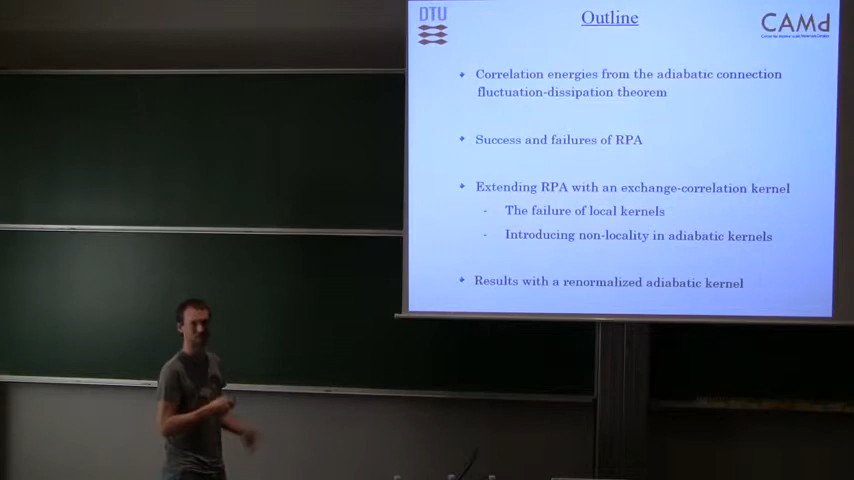 DTU
Outline
CAMd
Correlation energies from the adiabatic connection
fluctuation-dissipation theorem
Success and failures of RPA
Extending RPA with an exchange-correlation kernel
- The failure of local kernels
- Introducing non-locality in adiabatic kernels
Results with a renormalized adiabatic kernel